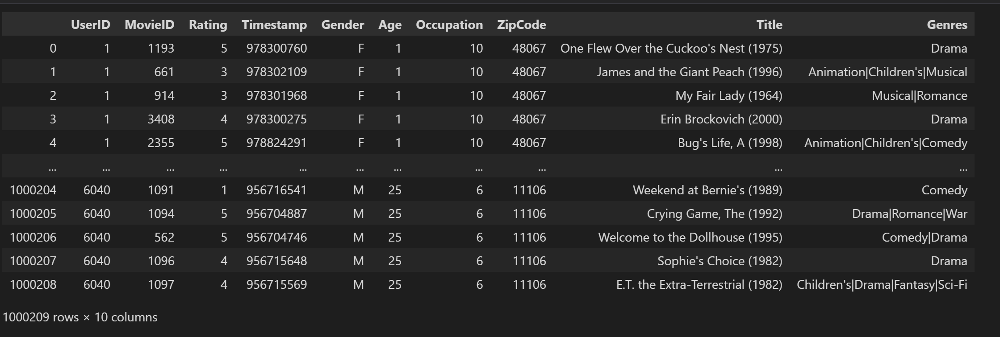 UserID MovieID Rating Timestamp Gender Age Occupation ZipCode Title Genres
0 1 1193 5 978300760 F 1 10 48067 One Flew Over the Cuckoo's Nest (1975) Drama
1 1 661 3 978302109 F 1 10 48067 James and the Giant Peach (1996) Animation|Children's|Musical
2 1 914 3 978301968 F 1 10 48067 My Fair Lady (1964) Musical|Romance
3 1 3408 4 978300275 F 1 10 48067 Erin Brockovich (2000) Drama
4 1 2355 5 978824291 F 1 10 48067 Bug's Life, A (1998) Animation|Children's|Comedy
... ... ... ... ... ... ... ... ... ... ...
1000204 6040 1091 1 956716541 M 25 6 11106 Weekend at Bernie's (1989) Comedy
1000205 6040 1094 5 956704887 M 25 6 11106 Crying Game, The (1992) Drama|Romance|War
1000206 6040 562 5 956704746 M 25 6 11106 Welcome to the Dollhouse (1995) Comedy|Drama
1000207 6040 1096 4 956715648 M 25 6 11106 Sophie's Choice (1982) Drama
1000208 6040 1097 4 956715569 M 25 6 11106 E.T. the Extra-Terrestrial (1982) Children's|Drama|Fantasy|Sci-Fi
1000209 rows × 10 columns